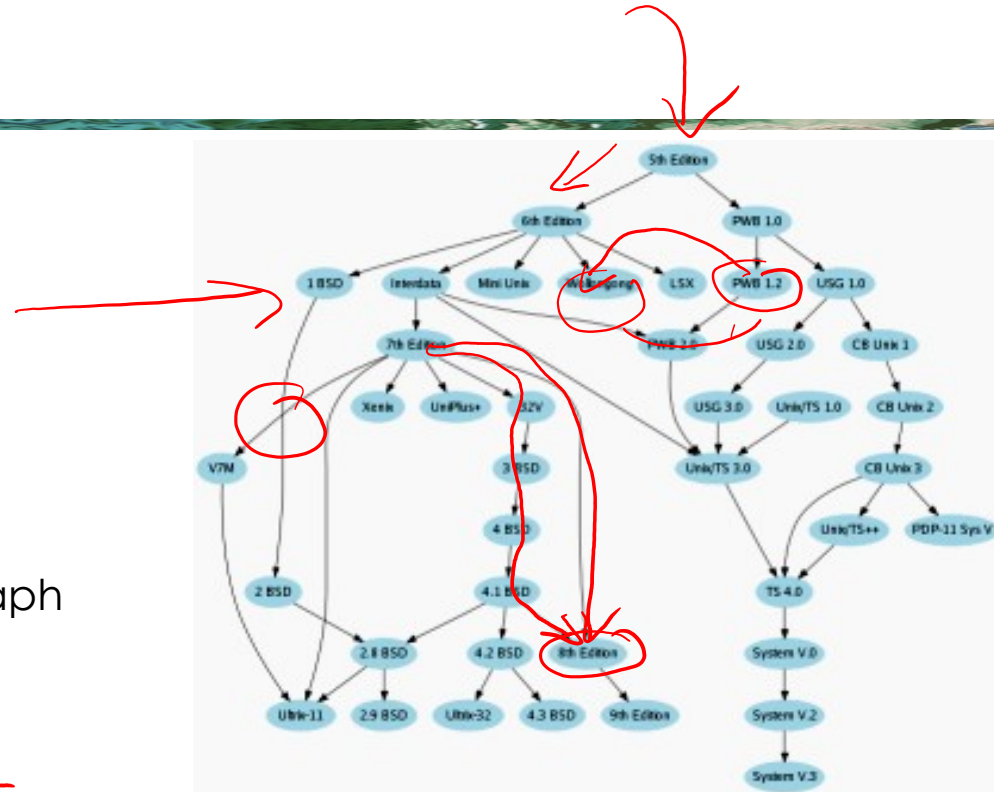 5th Edition
6th Edition PWB 1.0
1 BSD Interdata Mini Unix Wollongong LSX PWB 1.2 USG 1.0
7th Edition PWB 2.0 USG 2.0 CB Unix 1
Xenix UniPlus+ 32V USG 3.0 Unix/TS 1.0 CB Unix 2
V7M 3 BSD Unix/TS 3.0 CB Unix 3
4 BSD Unix/TS++ PDP-11 Sys V
2 BSD 4.1 BSD TS 4.0
aph
2.8 BSD 4.2 BSD 8th Edition System V.0
Ultrix-11 2.9 BSD Ultrix-32 4.3 BSD 9th Edition System V.2
System V.3